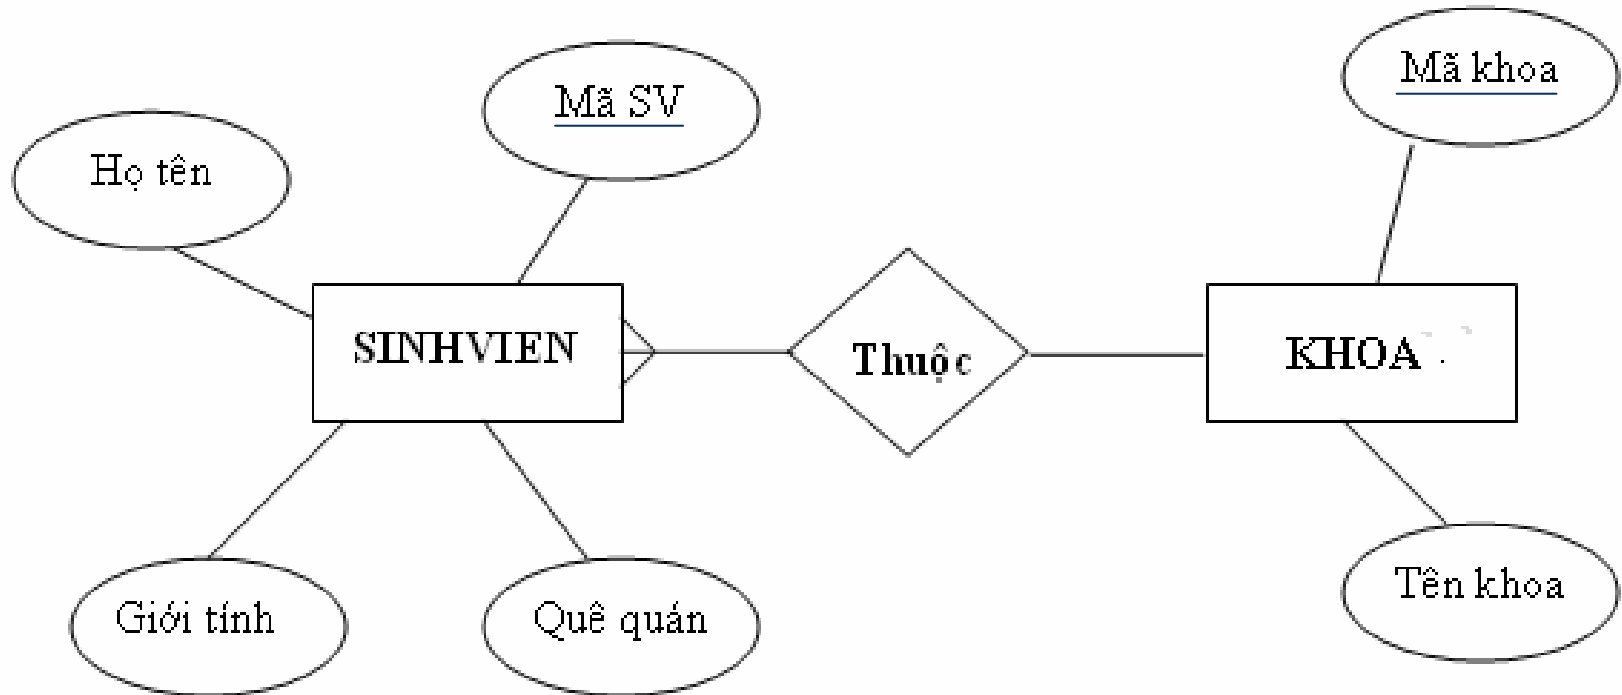 Mã khoa
Mã SV
Họ tên
SINHVIEN
Thuộc
KHOA
Giới tính
Quê quán
Tên khoa